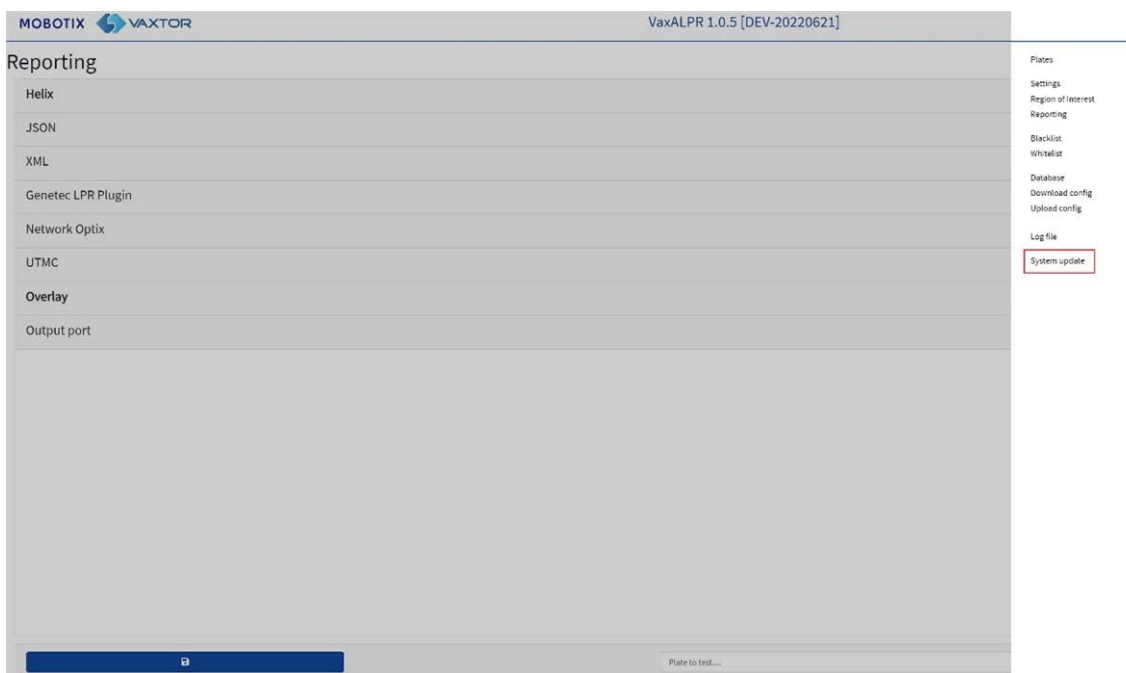 MOBOTIX VAXTOR
VaxALPR 1.0.5 [DEV-20220621]
Reporting
Helix
JSON
XML
Genetec LPR Plugin
Network Optix
UTMC
Overlay
Output port
Plate to test....
Plates
Settings
Region of Interest
Reporting
Blacklist
Whitelist
Database
Download config
Upload config
Log file
System update